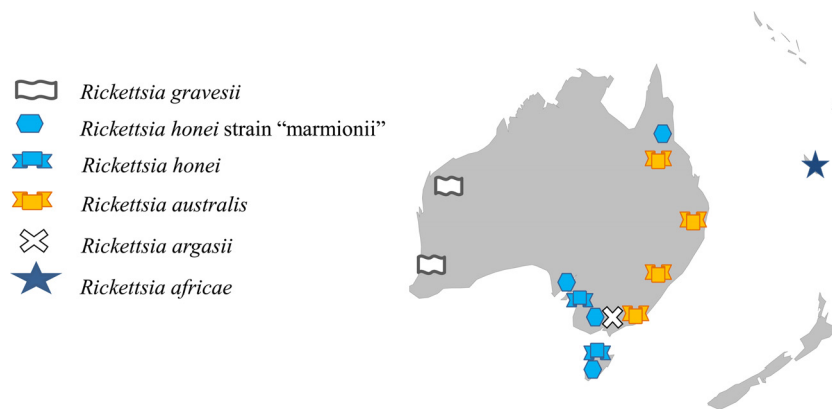 Rickettsia gravesii
Rickettsia honei strain “marmionii”
Rickettsia honei
Rickettsia australis
Rickettsia argasii
Rickettsia africae